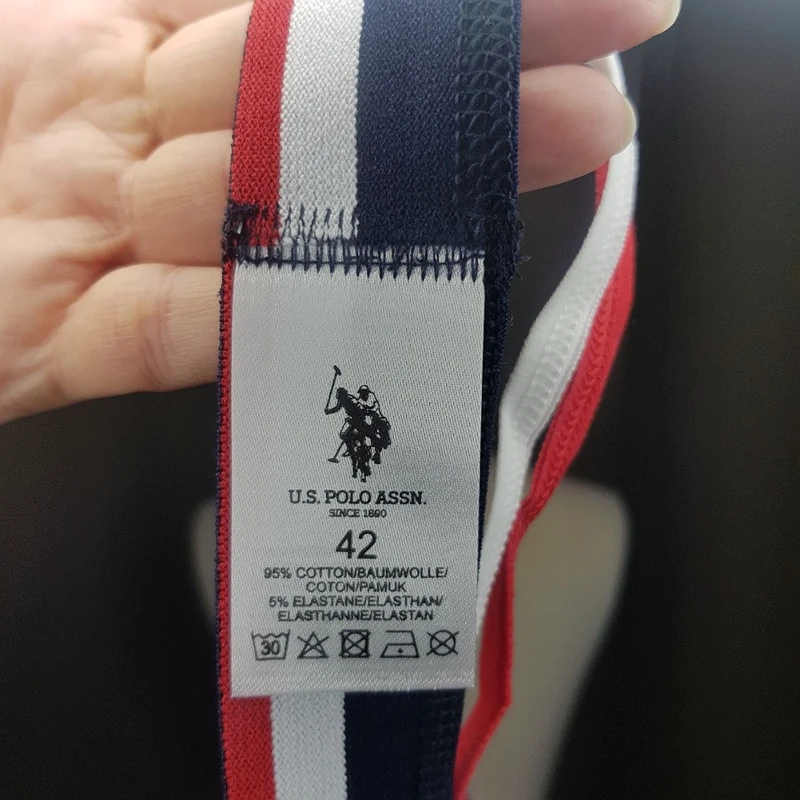 U.S. POLO ASSN.
SINCE 1890
42
95% COTTON/BAUMWOLLE/
COTON/PAMUK
5% ELASTANE/ELASTHAN/
ELASTHANNE/ELASTAN
30